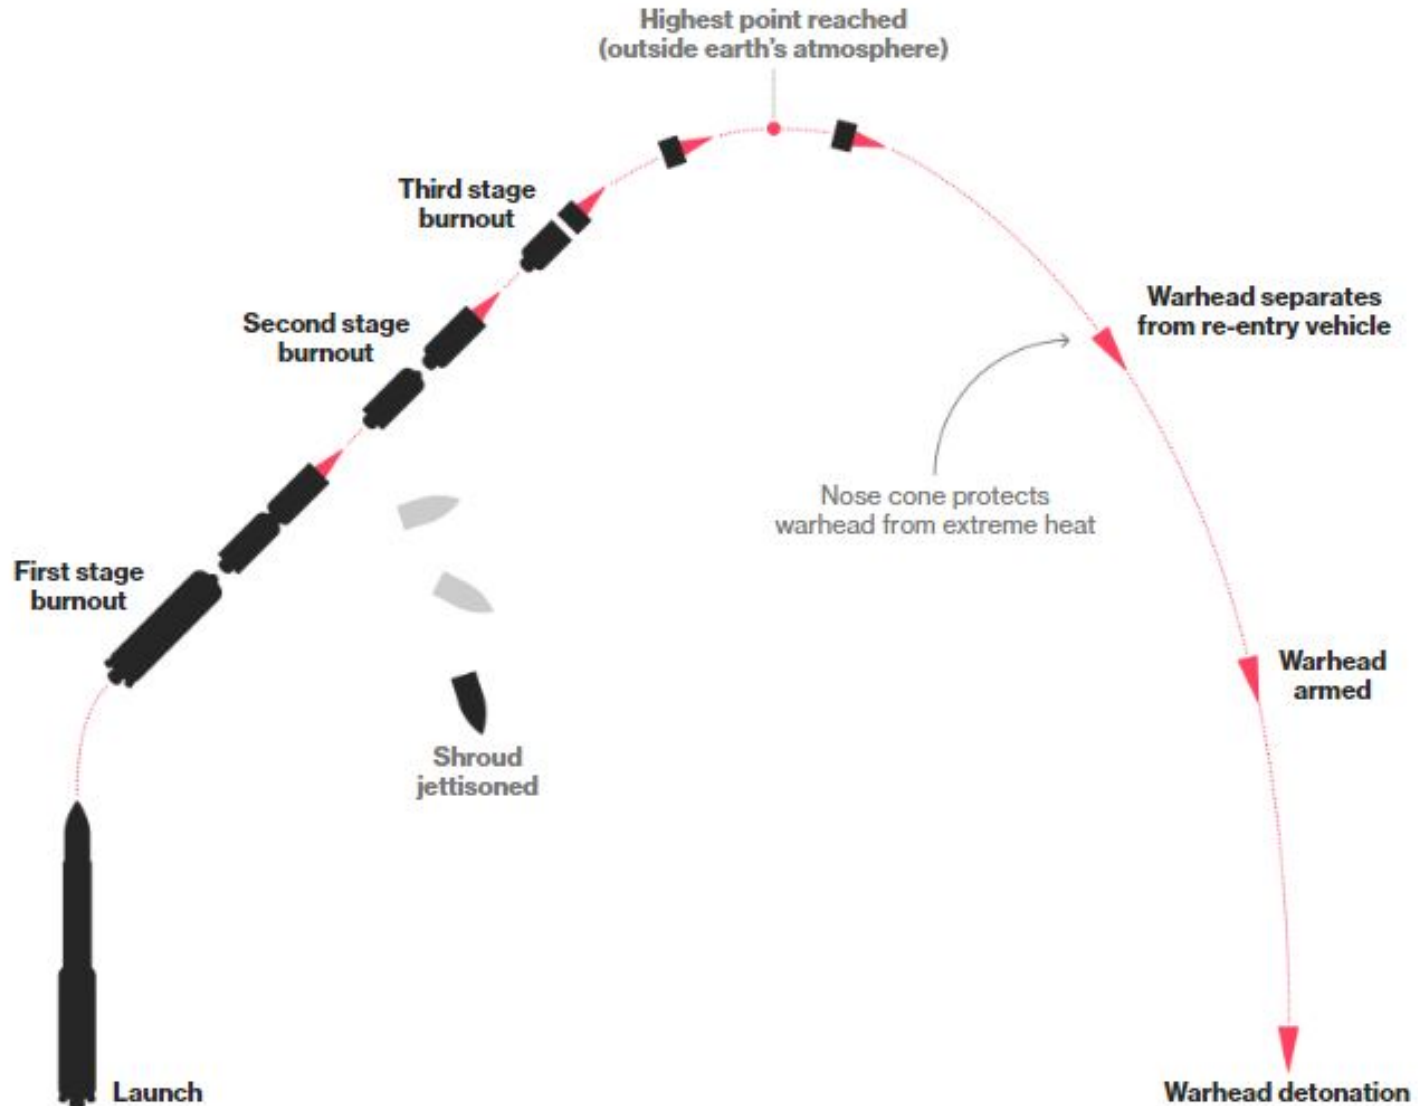 Highest point reached
(outside earth's atmosphere)
Third stage
burnout
Second stage
burnout
Warhead separates
from re-entry vehicle
Nose cone protects
warhead from extreme heat
First stage
burnout
Warhead
armed
Shroud
jettisoned
Launch
Warhead detonation